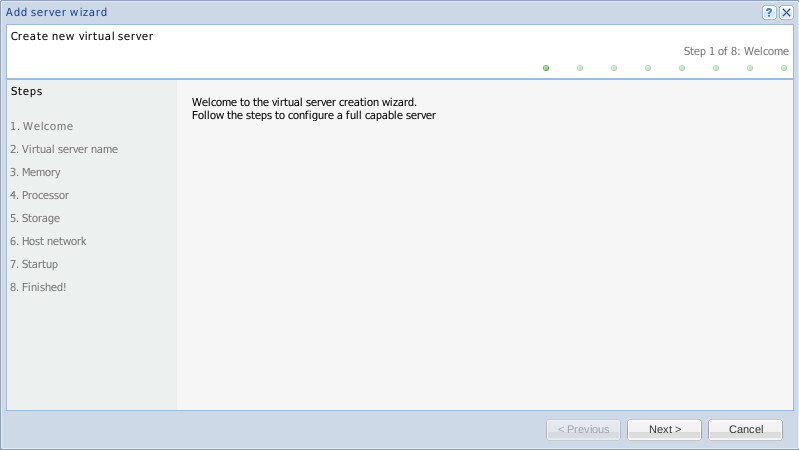 Add server wizard
?
Create new virtual server
Step 1 of 8: Welcome
Steps
1. Welcome
2. Virtual server name
3. Memory
4. Processor
5. Storage
6. Host network
7. Startup
8. Finished!
Welcome to the virtual server creation wizard.
Follow the steps to configure a full capable server
< Previous
Next >
Cancel